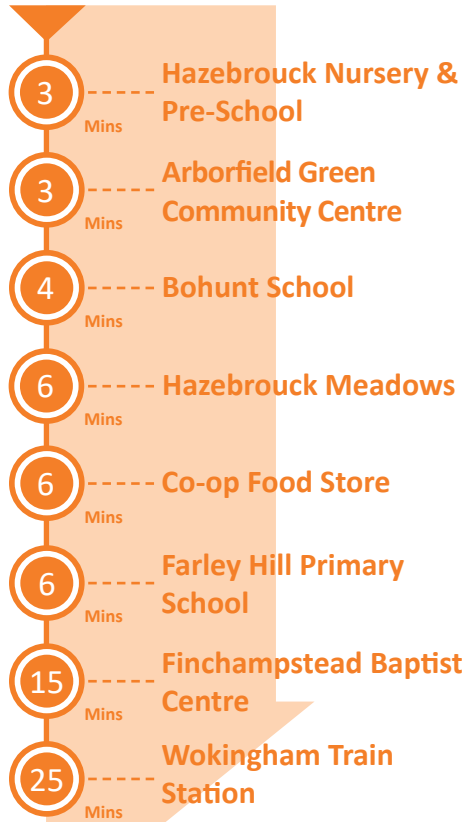 3
Mins
Hazebrouck Nursery &
Pre-School
3
Mins
Arborfield Green
Community Centre
4
Mins
Bohunt School
6
Mins
Hazebrouck Meadows
6
Mins
Co-op Food Store
6
Mins
Farley Hill Primary
School
15
Mins
Finchampstead Baptist
Centre
25
Mins
Wokingham Train
Station